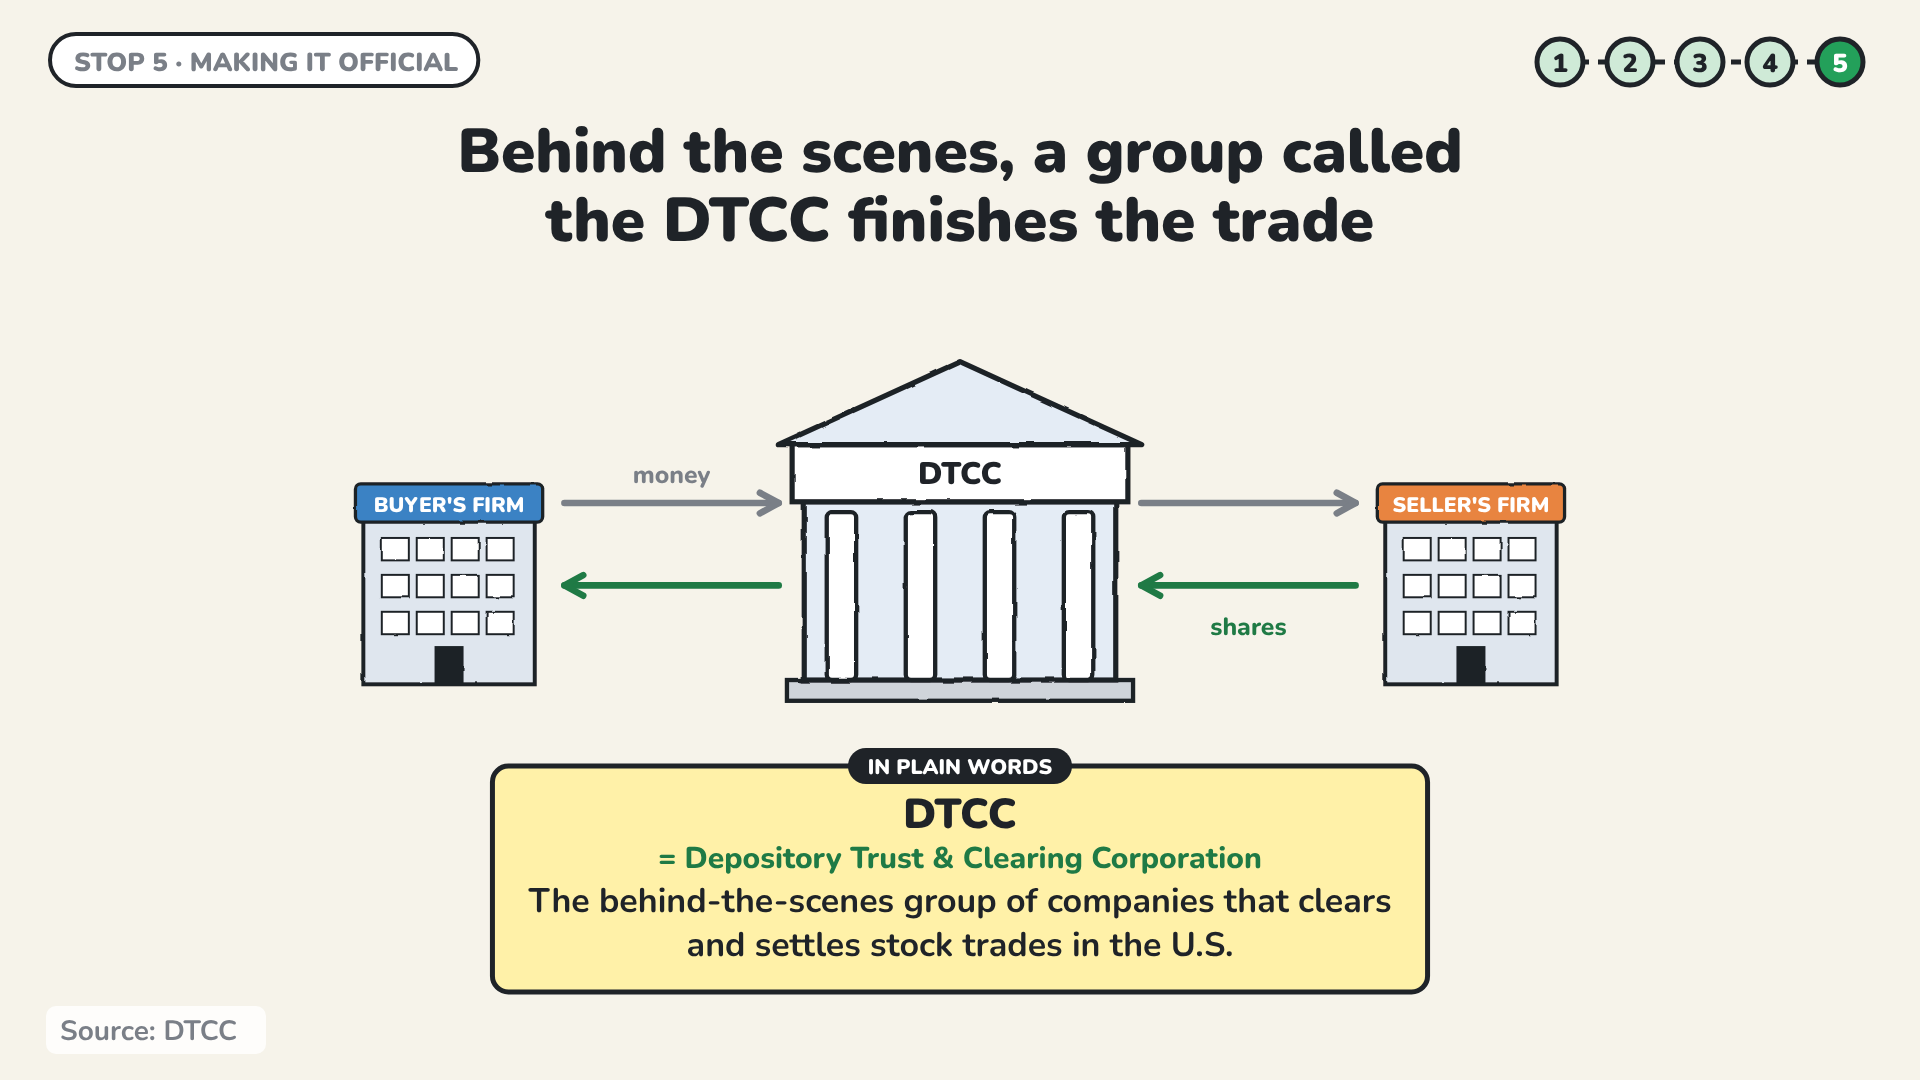 STOP 5 · MAKING IT OFFICIAL
1 2 3 4 5
Behind the scenes, a group called
the DTCC finishes the trade
DTCC
money
BUYER'S FIRM
SELLER'S FIRM
shares
IN PLAIN WORDS
DTCC
= Depository Trust & Clearing Corporation
The behind-the-scenes group of companies that clears
and settles stock trades in the U.S.
Source: DTCC